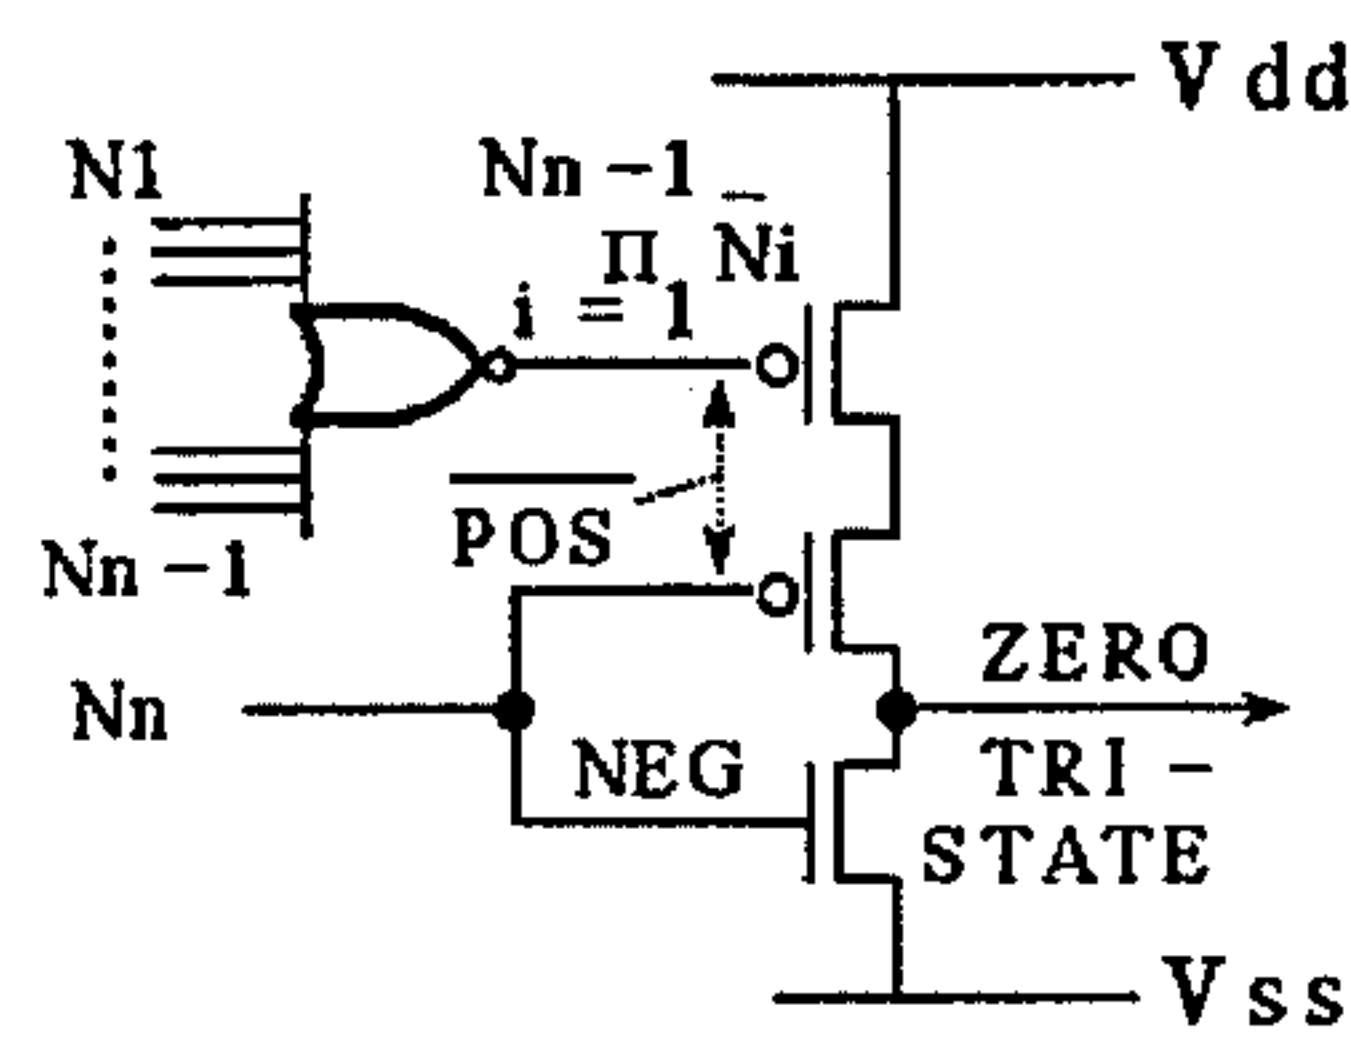 Vdd
N1
Nn-1 _
Π Ni
i = 1
POS
Nn-1
Nn
NEG
ZERO
TRI-
STATE
Vss